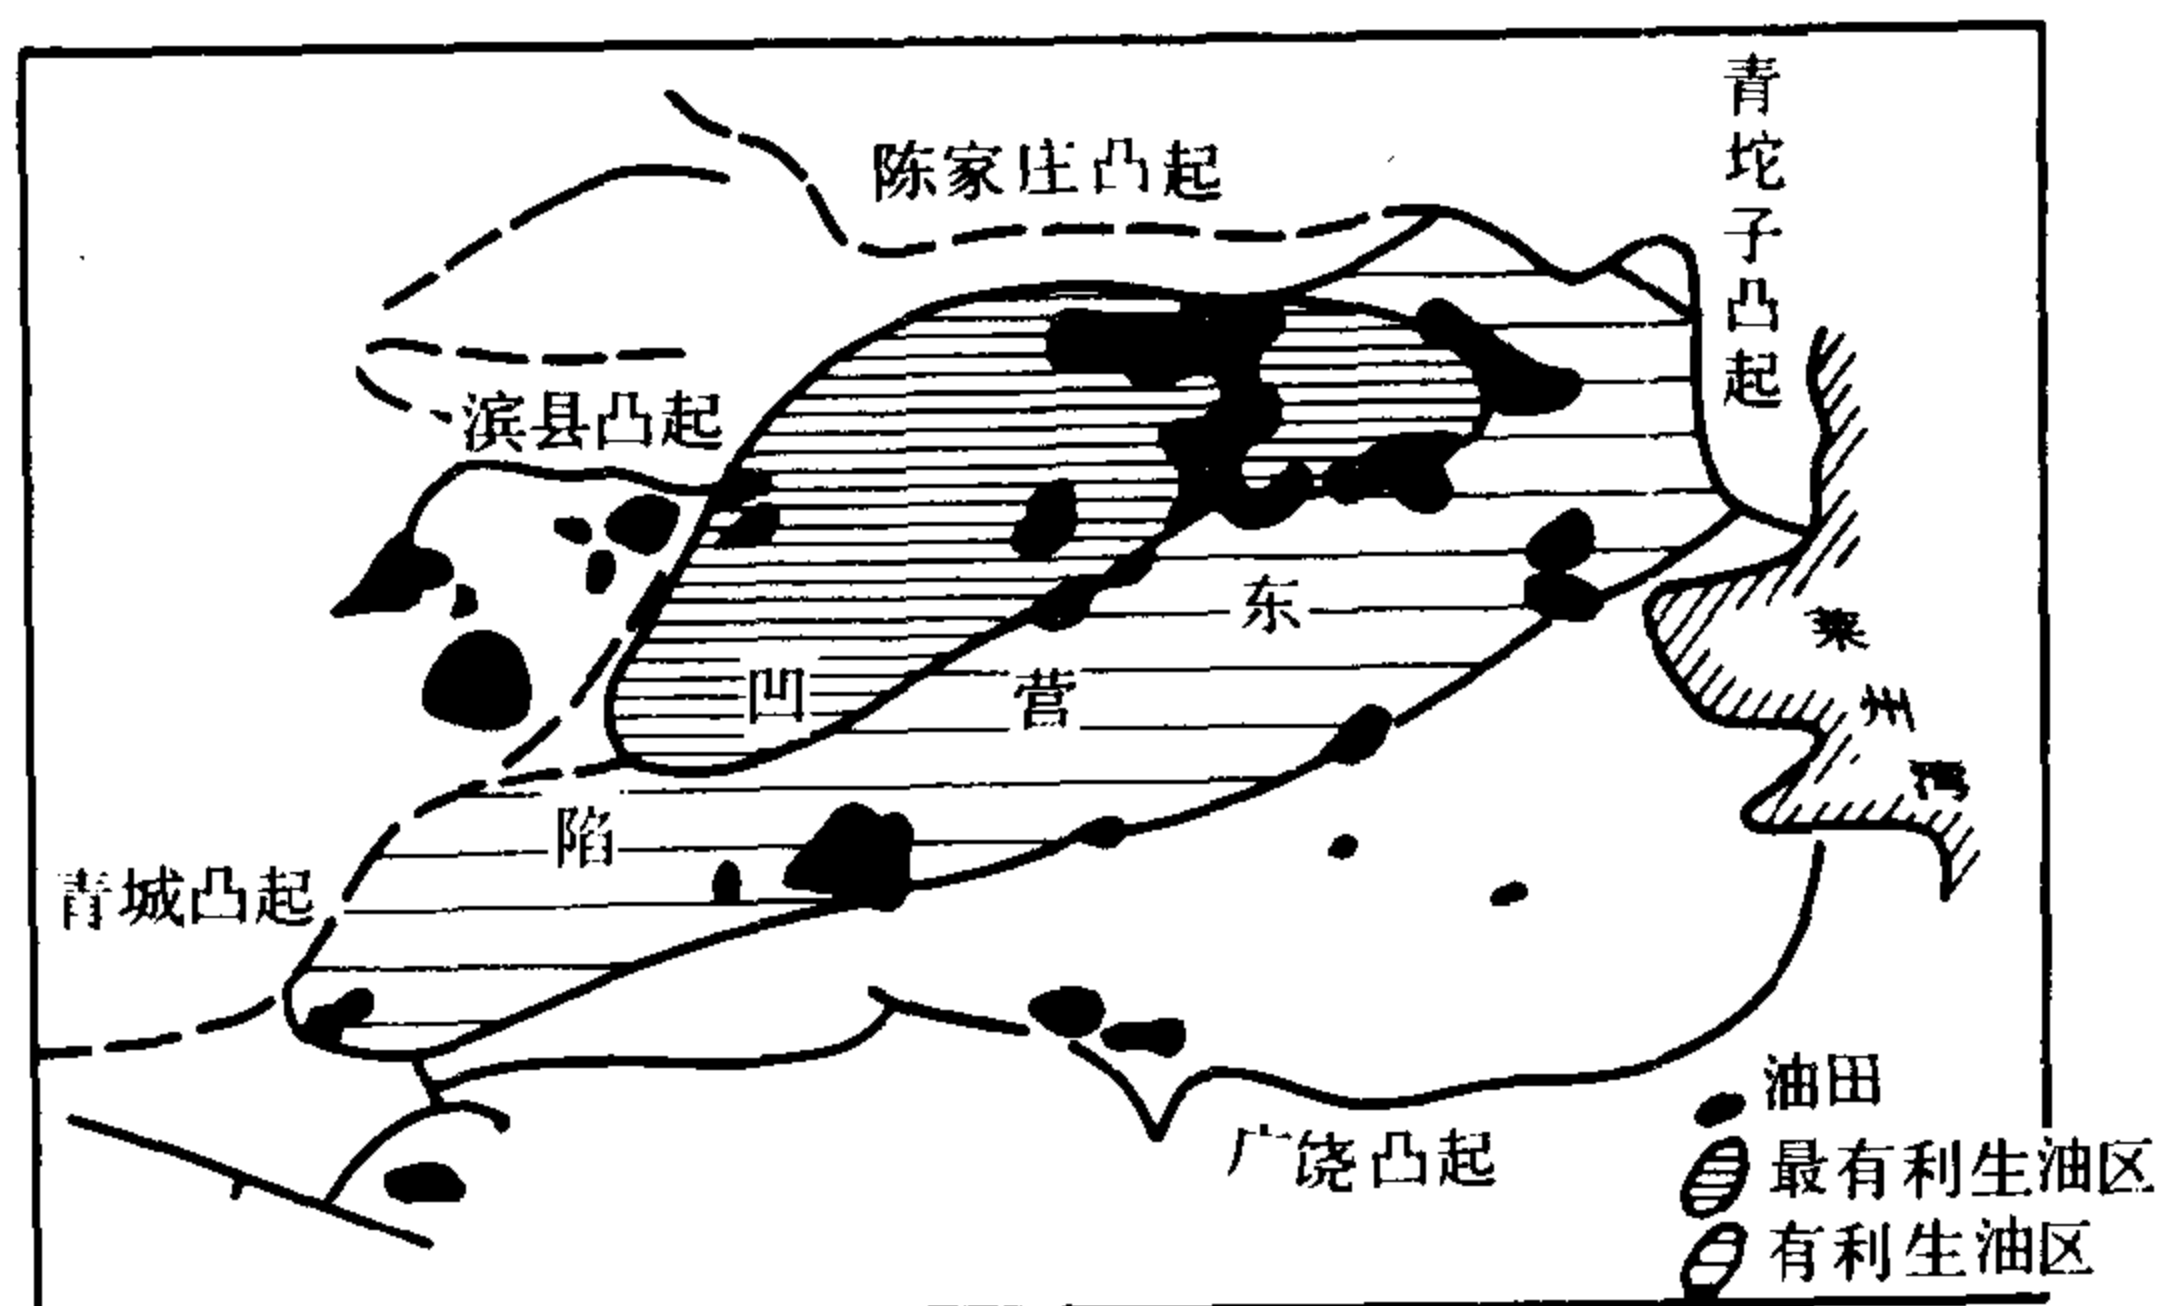 青坨子凸起
陈家庄凸起
滨县凸起
东营凹陷
莱州湾
青城凸起
广饶凸起
油田
最有利生油区
有利生油区